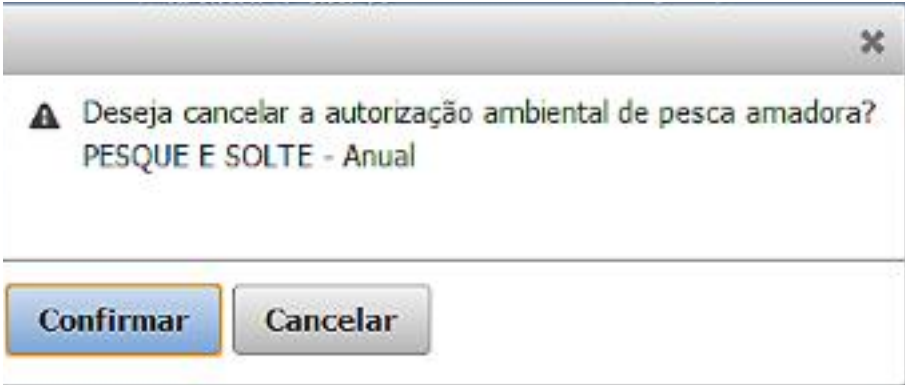 Deseja cancelar a autorização ambiental de pesca amadora?
PESQUE E SOLTE - Anual
Confirmar Cancelar